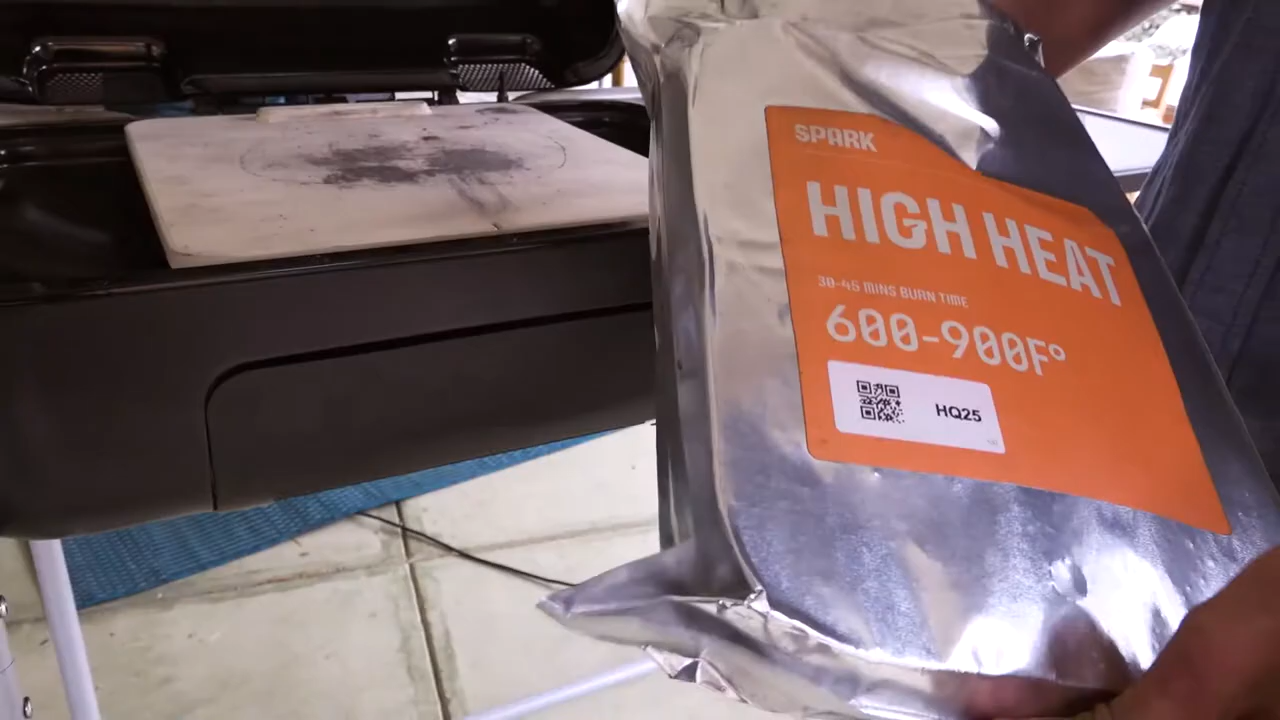 SPARK
HIGH HEAT
30-45 MINS BURN TIME
600-900F°
HQ25